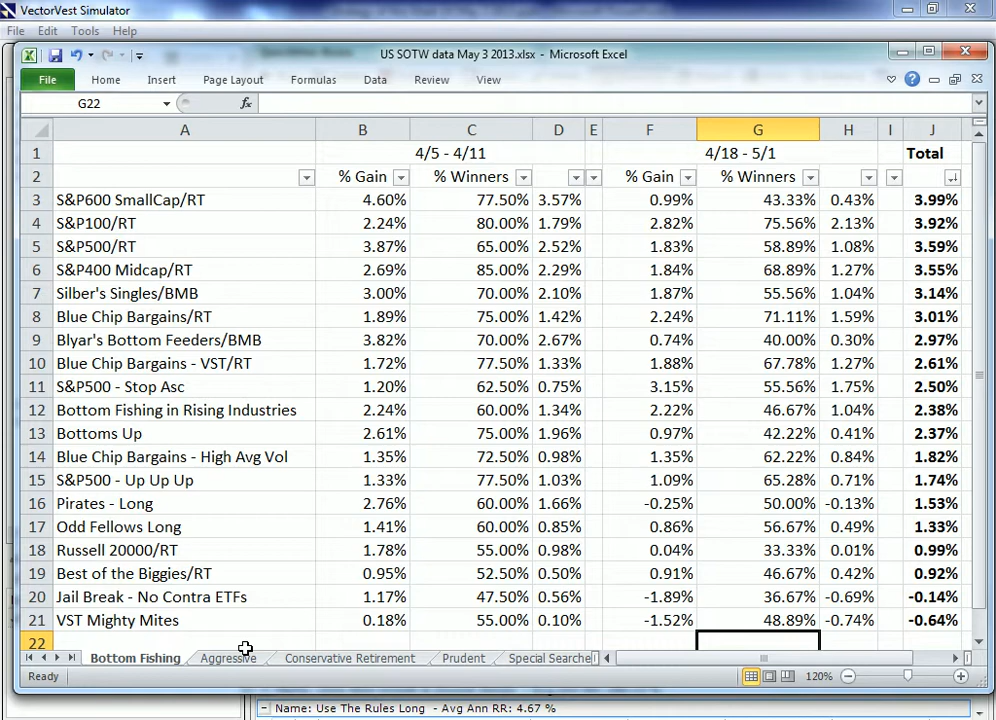 VectorVest Simulator
File Edit Tools Help
US SOTW data May 3 2013.xlsx - Microsoft Excel
File Home Insert Page Layout Formulas Data Review View
G22 fx
A B C D E F G H I J
1 4/5 - 4/11 4/18 - 5/1 Total
2 % Gain % Winners % Gain % Winners
3 S&P600 SmallCap/RT 4.60% 77.50% 3.57% 0.99% 43.33% 0.43% 3.99%
4 S&P100/RT 2.24% 80.00% 1.79% 2.82% 75.56% 2.13% 3.92%
5 S&P500/RT 3.87% 65.00% 2.52% 1.83% 58.89% 1.08% 3.59%
6 S&P400 Midcap/RT 2.69% 85.00% 2.29% 1.84% 68.89% 1.27% 3.55%
7 Silber's Singles/BMB 3.00% 70.00% 2.10% 1.87% 55.56% 1.04% 3.14%
8 Blue Chip Bargains/RT 1.89% 75.00% 1.42% 2.24% 71.11% 1.59% 3.01%
9 Blyar's Bottom Feeders/BMB 3.82% 70.00% 2.67% 0.74% 40.00% 0.30% 2.97%
10 Blue Chip Bargains - VST/RT 1.72% 77.50% 1.33% 1.88% 67.78% 1.27% 2.61%
11 S&P500 - Stop Asc 1.20% 62.50% 0.75% 3.15% 55.56% 1.75% 2.50%
12 Bottom Fishing in Rising Industries 2.24% 60.00% 1.34% 2.22% 46.67% 1.04% 2.38%
13 Bottoms Up 2.61% 75.00% 1.96% 0.97% 42.22% 0.41% 2.37%
14 Blue Chip Bargains - High Avg Vol 1.35% 72.50% 0.98% 1.35% 62.22% 0.84% 1.82%
15 S&P500 - Up Up Up 1.33% 77.50% 1.03% 1.09% 65.28% 0.71% 1.74%
16 Pirates - Long 2.76% 60.00% 1.66% -0.25% 50.00% -0.13% 1.53%
17 Odd Fellows Long 1.41% 60.00% 0.85% 0.86% 56.67% 0.49% 1.33%
18 Russell 20000/RT 1.78% 55.00% 0.98% 0.04% 33.33% 0.01% 0.99%
19 Best of the Biggies/RT 0.95% 52.50% 0.50% 0.91% 46.67% 0.42% 0.92%
20 Jail Break - No Contra ETFs 1.17% 47.50% 0.56% -1.89% 36.67% -0.69% -0.14%
21 VST Mighty Mites 0.18% 55.00% 0.10% -1.52% 48.89% -0.74% -0.64%
22
Bottom Fishing Aggressive Conservative Retirement Prudent Special Searche
Ready 120%
Name: Use The Rules Long - Avg Ann RR: 4.67 %